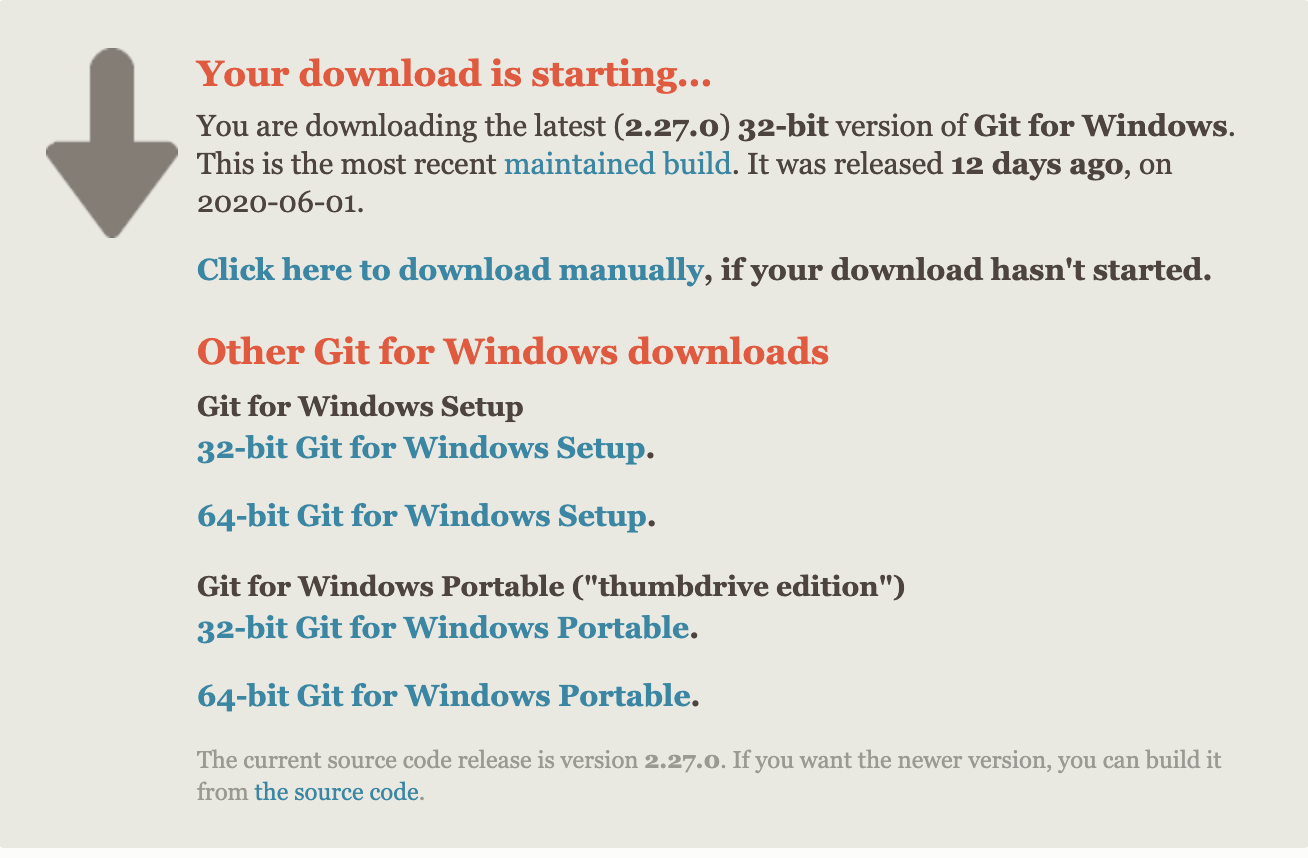 Your download is starting...
You are downloading the latest (2.27.0) 32-bit version of Git for Windows.
This is the most recent maintained build. It was released 12 days ago, on
2020-06-01.
Click here to download manually, if your download hasn't started.
Other Git for Windows downloads
Git for Windows Setup
32-bit Git for Windows Setup.
64-bit Git for Windows Setup.
Git for Windows Portable ("thumbdrive edition")
32-bit Git for Windows Portable.
64-bit Git for Windows Portable.
The current source code release is version 2.27.0. If you want the newer version, you can build it
from the source code.